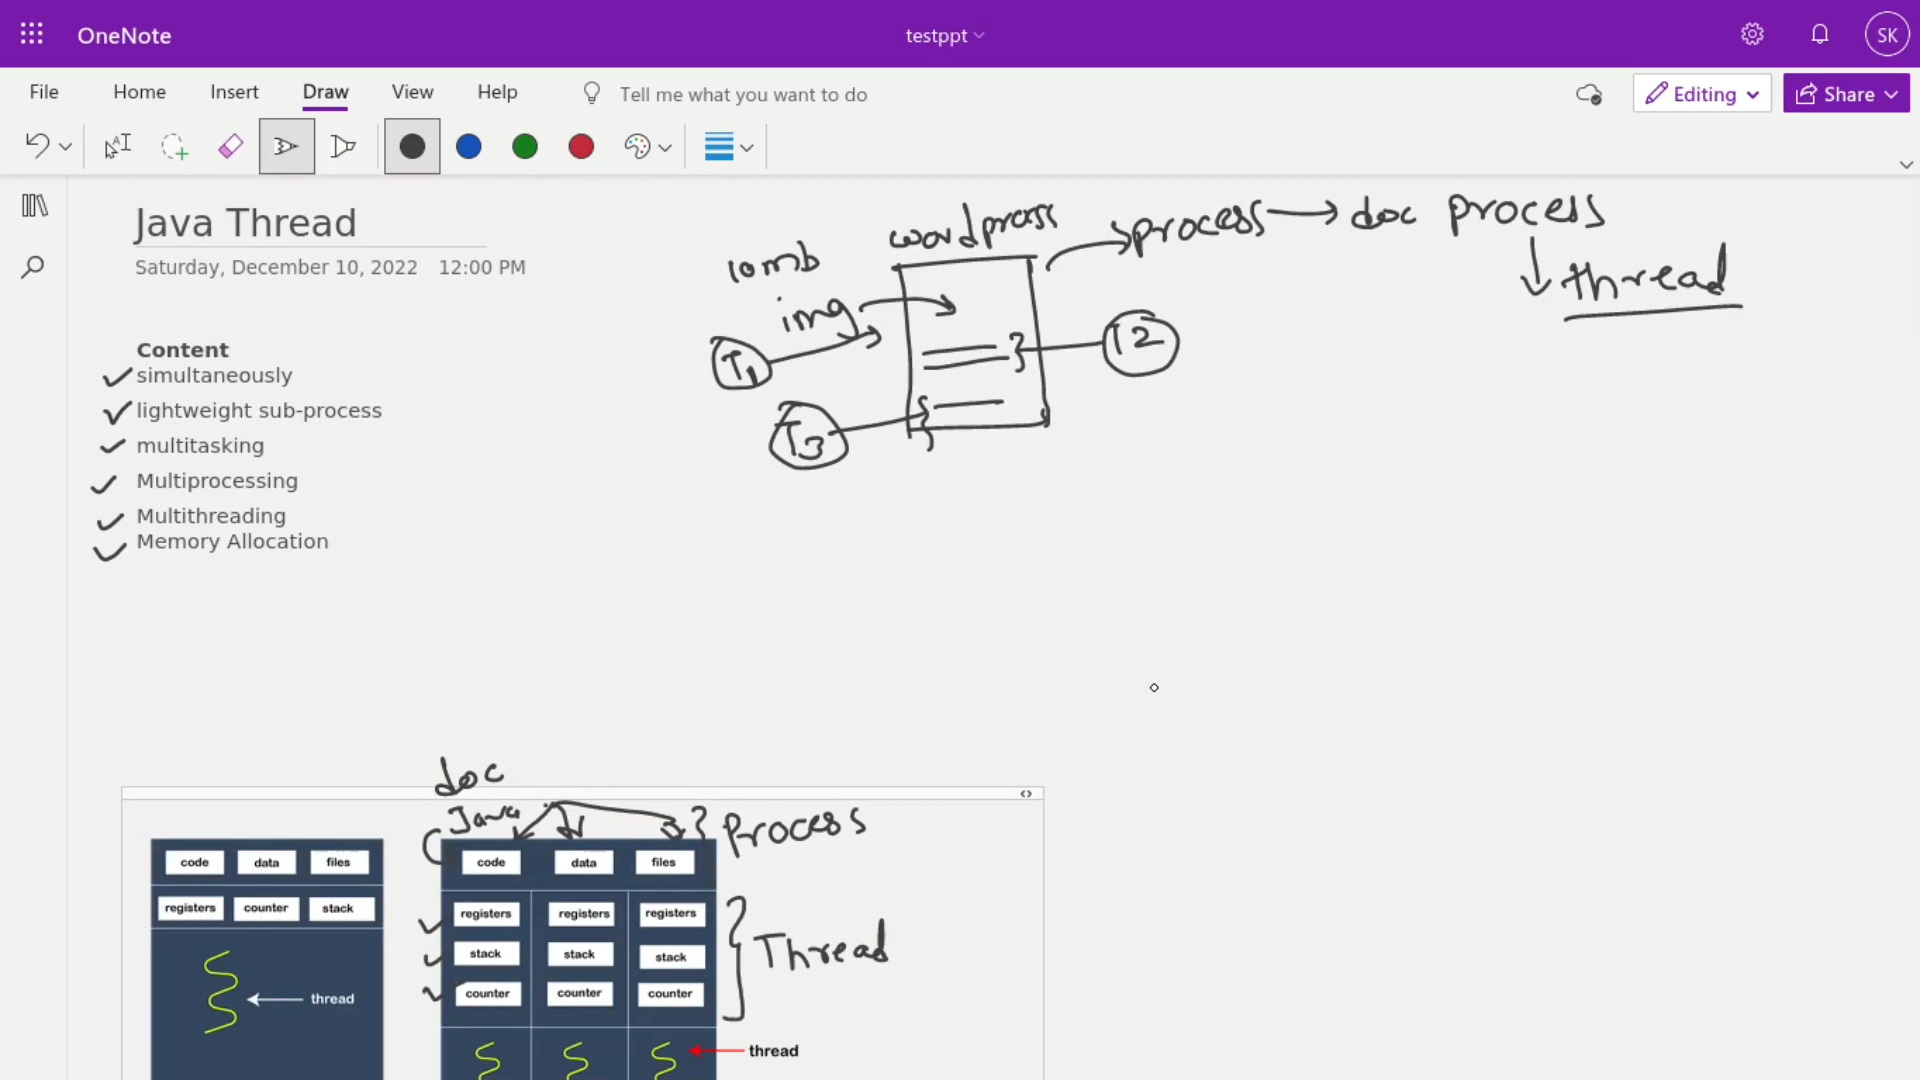 OneNote
testppt
SK
File Home Insert Draw View Help Tell me what you want to do
Editing Share
Java Thread
Saturday, December 10, 2022 12:00 PM
Content
simultaneously
lightweight sub-process
multitasking
Multiprocessing
Multithreading
Memory Allocation
process → doc process
thread
10mb
img
T1
T2
T3
doc
Java
Process
code data files
registers counter stack
thread
code data files
registers registers registers
stack stack stack
counter counter counter
Thread
thread